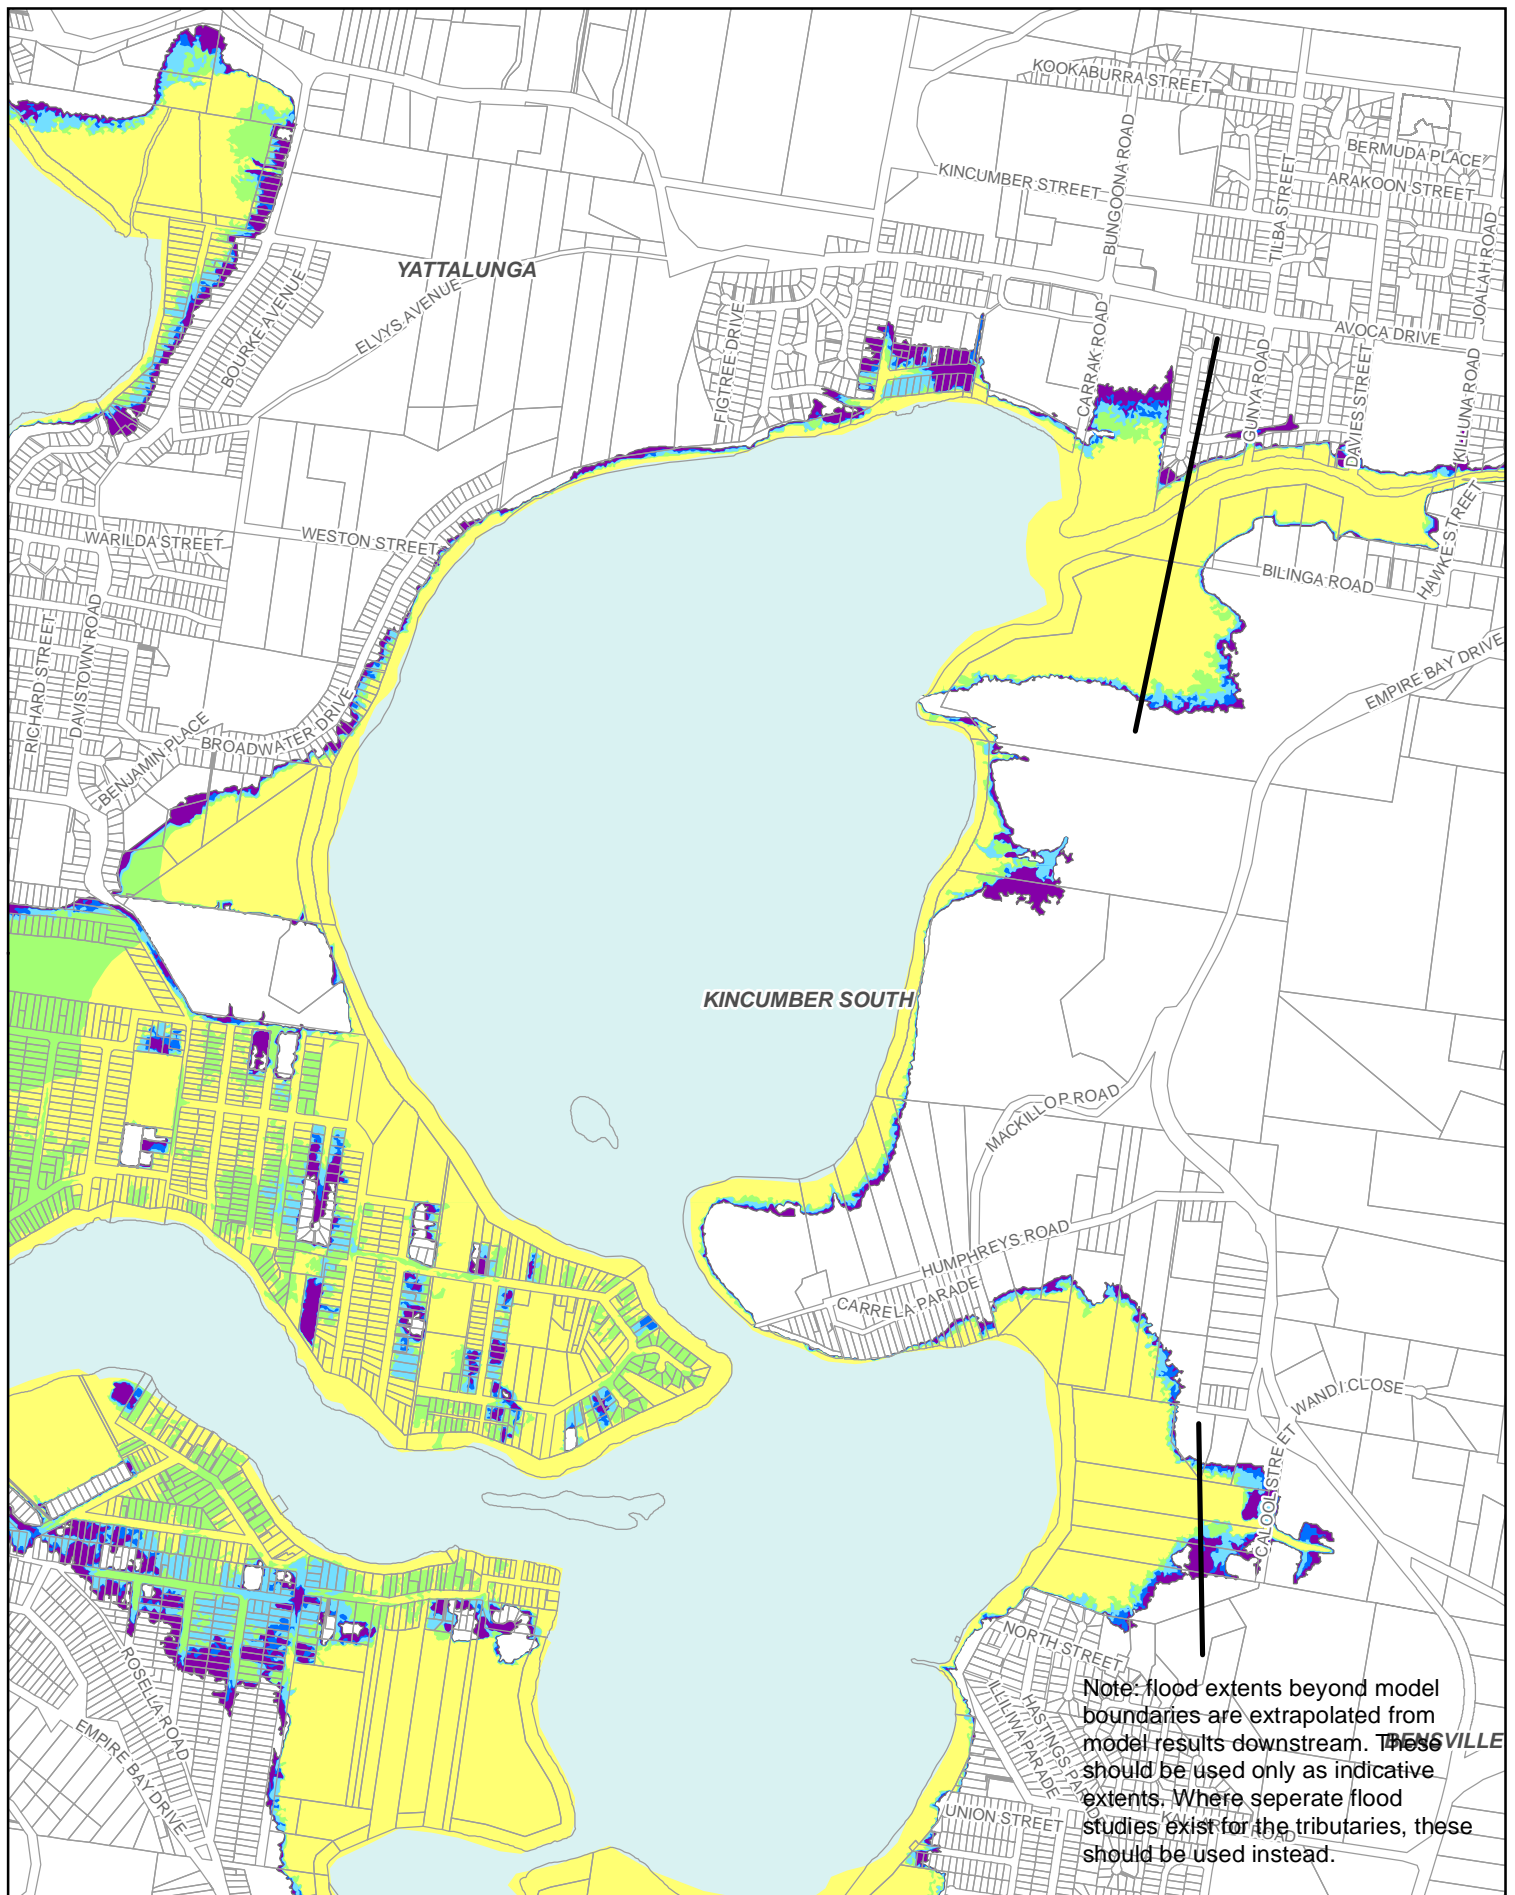 KOOKABURRA STREET
BERMUDA PLACE
ARAKOON STREET
KINCUMBER STREET
BUNGOONA ROAD
TILBA STREET
JOALAH ROAD
YATTALUNGA
BOURKE AVENUE
ELVYS AVENUE
FIGTREE DRIVE
CARRAK ROAD
GUNYA ROAD
AVOCA DRIVE
DAVIES STREET
KILLUNA ROAD
WARILDA STREET
WESTON STREET
HAWKE STREET
BILINGA ROAD
RICHARD STREET
DAVISTOWN ROAD
EMPIRE BAY DRIVE
BENJAMIN PLACE
BROADWATER DRIVE
KINCUMBER SOUTH
MACKILLOP ROAD
HUMPHREYS ROAD
CARRELA PARADE
WANDI CLOSE
CALOOLI STREET
ROSELLA ROAD
EMPIRE BAY DRIVE
NORTH STREET
HASTINGS PARADE
ILLILIWA PARADE
UNION STREET
BENSVILLE
Note: flood extents beyond model
boundaries are extrapolated from
model results downstream. These
should be used only as indicative
extents. Where seperate flood
studies exist for the tributaries, these
should be used instead.